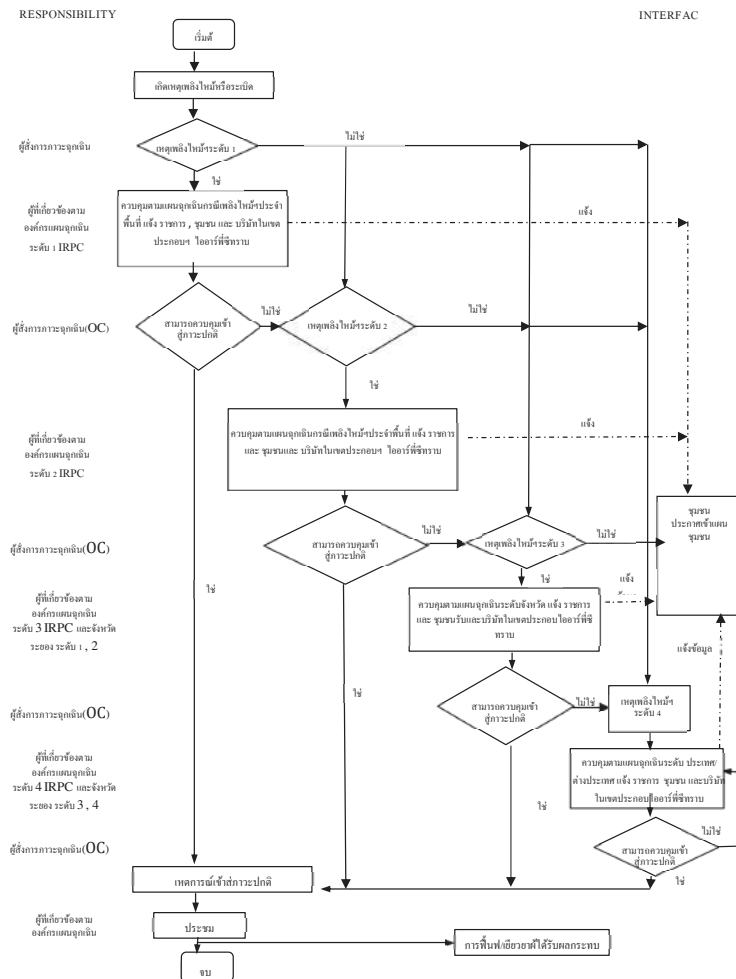 RESPONSIBILITY
INTERFAC
เริ่มต้
เกิดเหตุเพลิงไหม้หรือระเบิด
ผู้สั่งการภาวะฉุกเฉิน
เหตุเพลิงไหม้ฯระดับ 1
ไม่ใช่
ใช่
ผู้ที่เกี่ยวข้องตาม
องค์กรแผนฉุกเฉิน
ระดับ 1 IRPC
ควบคุมตามแผนฉุกเฉินกรณีเพลิงไหม้ฯประจำ
พื้นที่ แจ้ง ราชการ , ชุมชน และ บริษัทในเขต
ประกอบฯ ไออาร์พีซีทราบ
แจ้ง
ผู้สั่งการภาวะฉุกเฉิน(OC)
สามารถควบคุมเข้า
สู่ภาวะปกติ
ไม่ใช่
เหตุเพลิงไหม้ฯระดับ 2
ไม่ใช่
ใช่
ผู้ที่เกี่ยวข้องตาม
องค์กรแผนฉุกเฉิน
ระดับ 2 IRPC
ควบคุมตามแผนฉุกเฉินกรณีเพลิงไหม้ฯประจำพื้นที่ แจ้ง ราชการ
และ ชุมชนและ บริษัทในเขตประกอบฯ ไออาร์พีซีทราบ
แจ้ง
ชุมชน
ประกาศเข้าแผน
ชุมชน
ผู้สั่งการภาวะฉุกเฉิน(OC)
สามารถควบคุมเข้า
สู่ภาวะปกติ
ไม่ใช่
เหตุเพลิงไหม้ฯระดับ 3
ไม่ใช่
ใช่
ใช่
แจ้ง
ผู้ที่เกี่ยวข้องตาม
องค์กรแผนฉุกเฉิน
ระดับ 3 IRPC และจังหวัด
ระยอง ระดับ 1 , 2
ควบคุมตามแผนฉุกเฉินระดับจังหวัด แจ้ง ราชการ
และ ชุมชนรับและบริษัทในเขตประกอบไออาร์พีซี
ทราบ
แจ้งข้อมูล
ผู้สั่งการภาวะฉุกเฉิน(OC)
สามารถควบคุมเข้า
สู่ภาวะปกติ
ใช่
ไม่ใช่
เหตุเพลิงไหม้ฯ
ระดับ 4
ผู้ที่เกี่ยวข้องตาม
องค์กรแผนฉุกเฉิน
ระดับ 4 IRPC และจังหวัด
ระยอง ระดับ 3 , 4
ควบคุมตามแผนฉุกเฉินระดับ ประเทศ/
ต่างประเทศ แจ้ง ราชการ ชุมชน และบริษัท
ในเขตประกอบไออาร์พีซีทราบ
ใช่
ไม่ใช่
ผู้สั่งการภาวะฉุกเฉิน(OC)
สามารถควบคุมเข้า
สู่ภาวะปกติ
ใช่
เหตุการณ์เข้าสู่ภาวะปกติ
ผู้ที่เกี่ยวข้องตาม
องค์กรแผนฉุกเฉิน
ประชุม
การฟื้นฟู/เยียวยาผู้ได้รับผลกระทบ
จบ